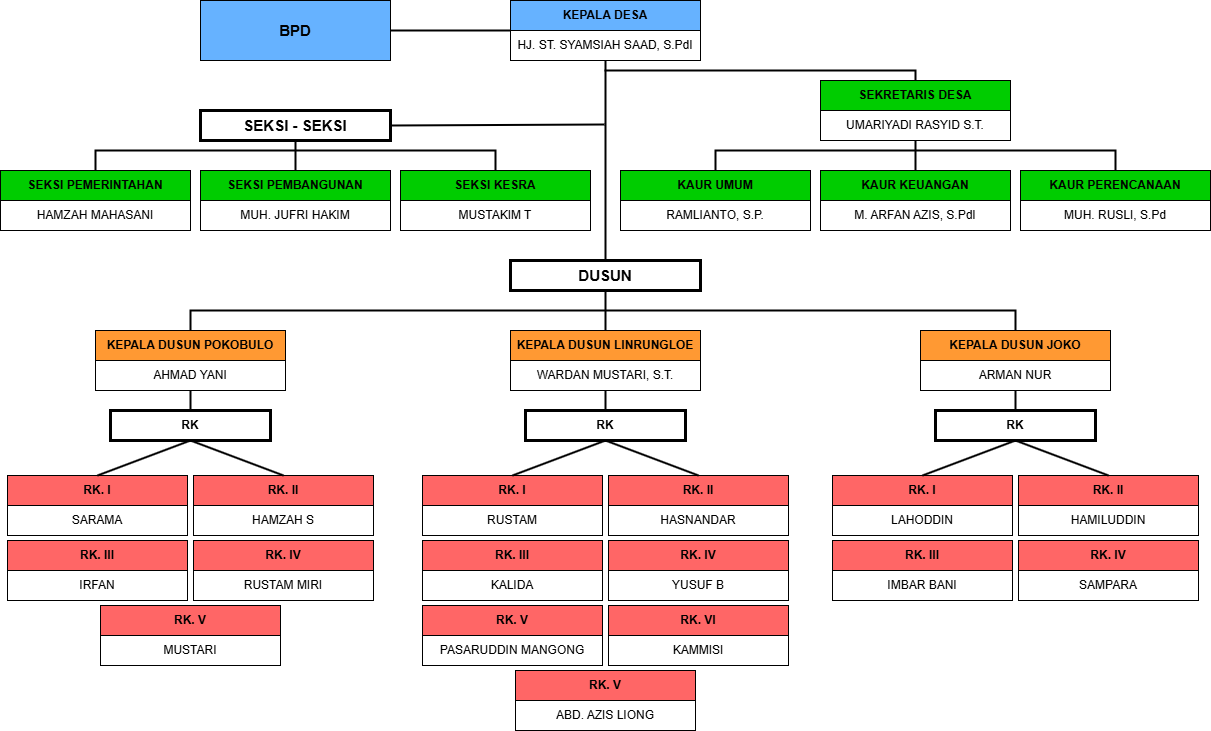 BPD
KEPALA DESA
HJ. ST. SYAMSIAH SAAD, S.PdI
SEKRETARIS DESA
UMARIYADI RASYID S.T.
SEKSI - SEKSI
SEKSI PEMERINTAHAN
HAMZAH MAHASANI
SEKSI PEMBANGUNAN
MUH. JUFRI HAKIM
SEKSI KESRA
MUSTAKIM T
KAUR UMUM
RAMLIANTO, S.P.
KAUR KEUANGAN
M. ARFAN AZIS, S.PdI
KAUR PERENCANAAN
MUH. RUSLI, S.Pd
DUSUN
KEPALA DUSUN POKOBULO
AHMAD YANI
RK
RK. I
SARAMA
RK. II
HAMZAH S
RK. III
IRFAN
RK. IV
RUSTAM MIRI
RK. V
MUSTARI
KEPALA DUSUN LINRUNGLOE
WARDAN MUSTARI, S.T.
RK
RK. I
RUSTAM
RK. II
HASNANDAR
RK. III
KALIDA
RK. IV
YUSUF B
RK. V
PASARUDDIN MANGONG
RK. VI
KAMMISI
RK. V
ABD. AZIS LIONG
KEPALA DUSUN JOKO
ARMAN NUR
RK
RK. I
LAHODDIN
RK. II
HAMILUDDIN
RK. III
IMBAR BANI
RK. IV
SAMPARA